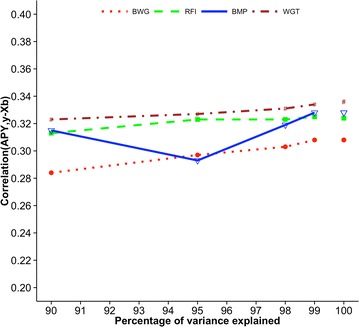 BWG RFI BMP WGT
0.40
0.38
0.36
0.34
0.32
0.30
0.28
0.26
0.24
0.22
0.20
Correlation(APY,y-Xb)
90 91 92 93 94 95 96 97 98 99 100
Percentage of variance explained